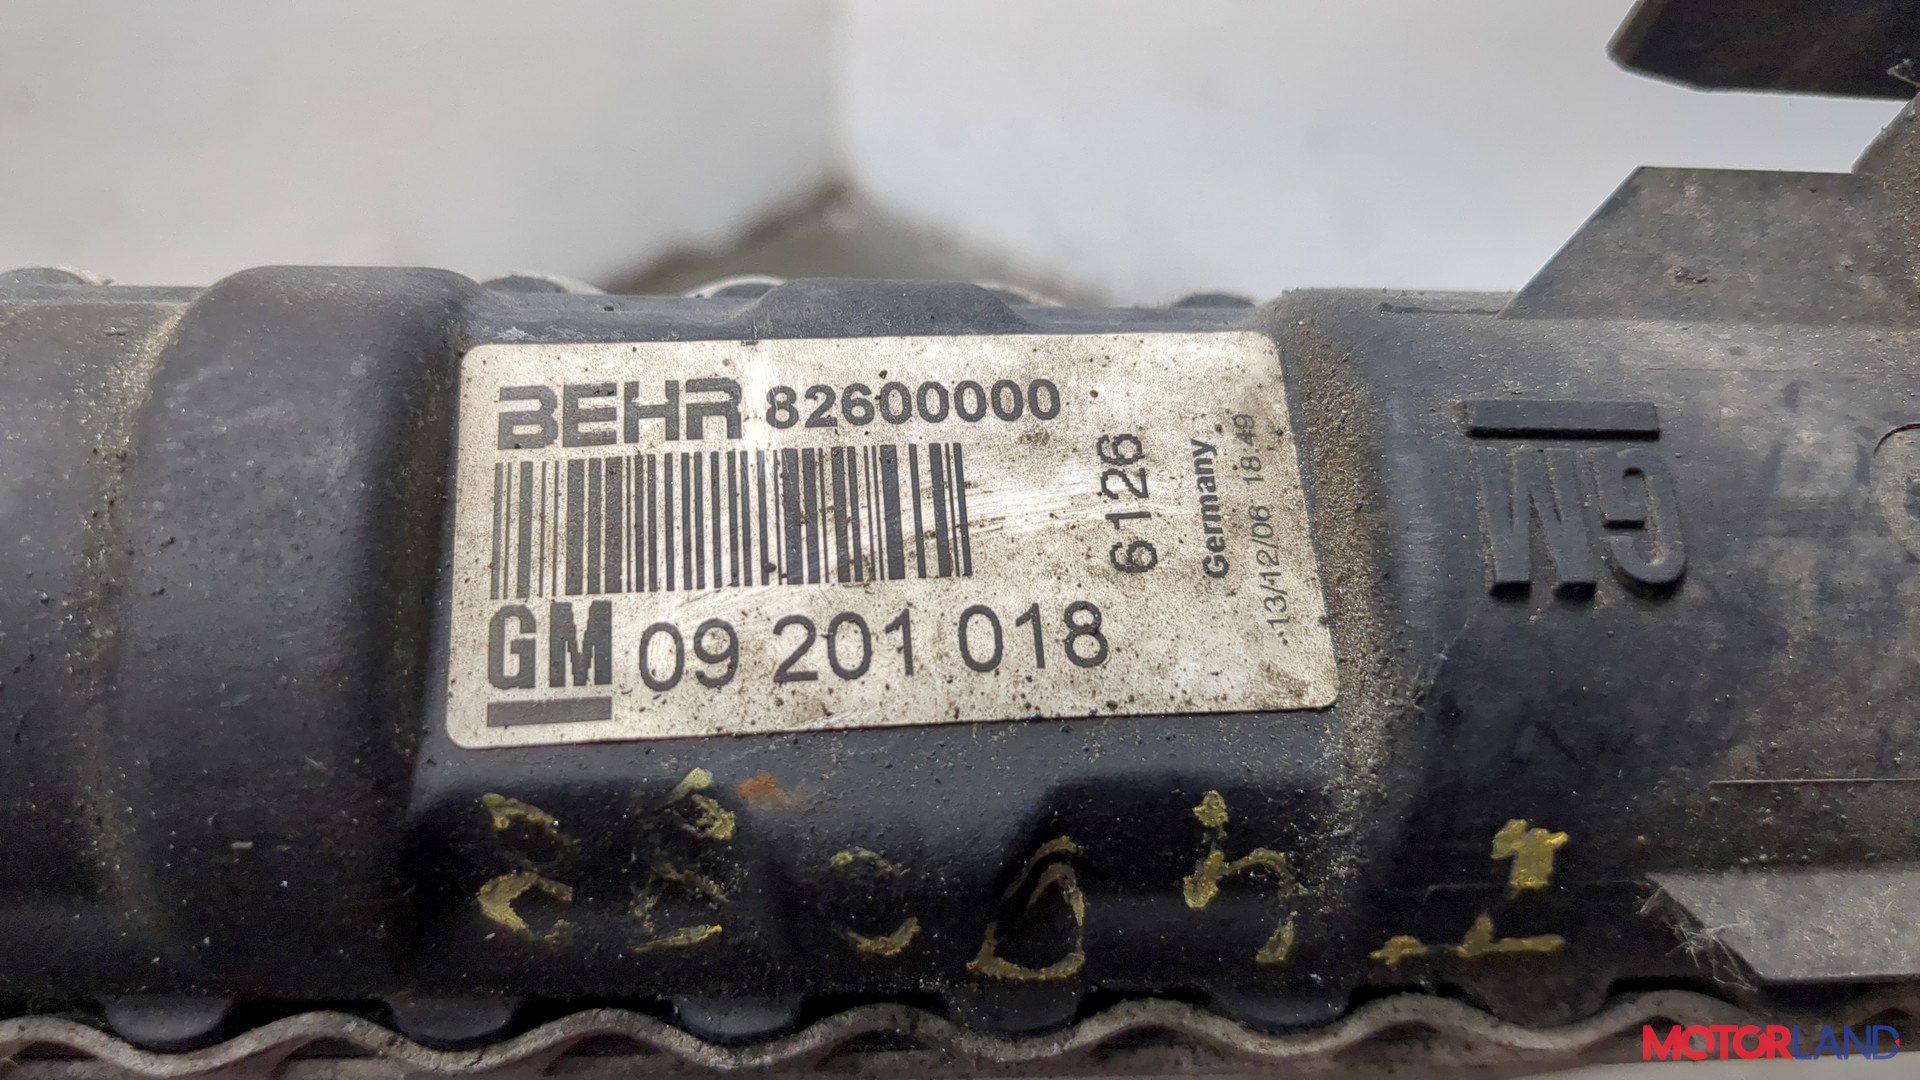 BEHR 82600000
6126
Germany
13/12/06 18:49
GM 09 201 018
GM
MOTORLAND